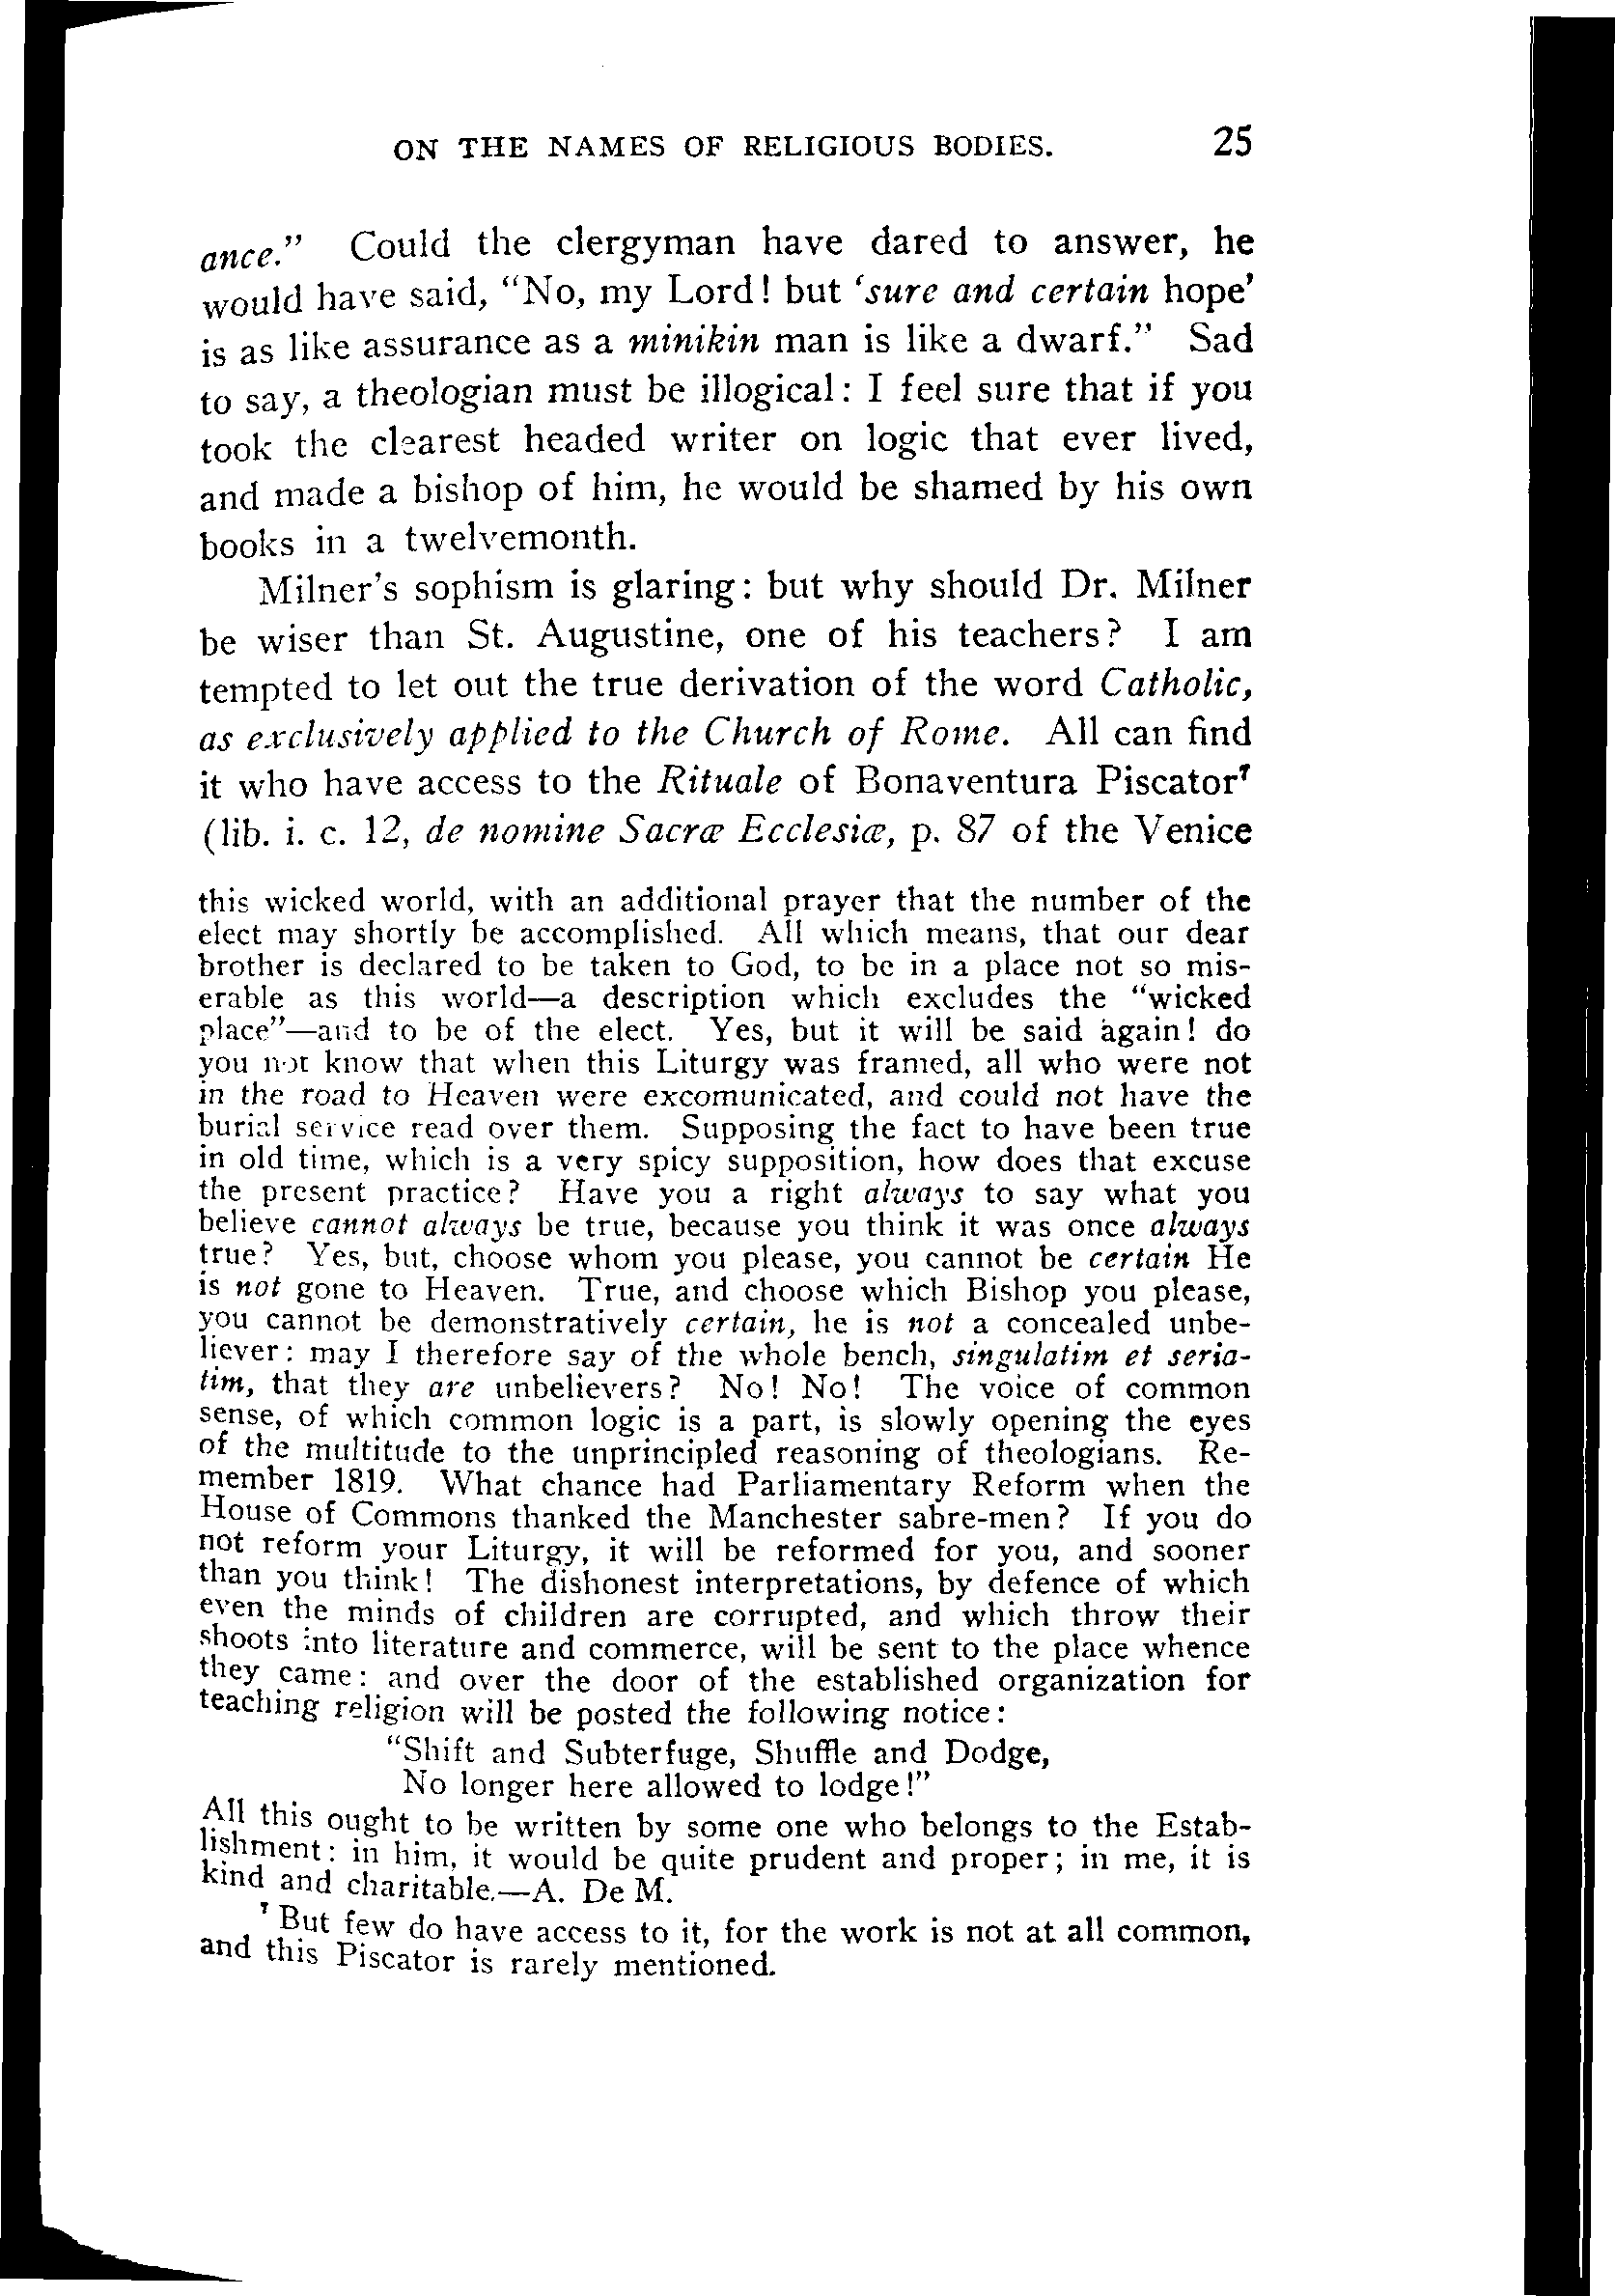 ON THE NAMES OF RELIGIOUS BODIES. 25
ance." Could the clergyman have dared to answer, he
would have said, "No, my Lord! but 'sure and certain hope'
is as like assurance as a minikin man is like a dwarf." Sad
to say, a theologian must be illogical: I feel sure that if you
took the clearest headed writer on logic that ever lived,
and made a bishop of him, he would be shamed by his own
books in a twelvemonth.
Milner's sophism is glaring: but why should Dr. Milner
be wiser than St. Augustine, one of his teachers? I am
tempted to let out the true derivation of the word Catholic,
as exclusively applied to the Church of Rome. All can find
it who have access to the Rituale of Bonaventura Piscator⁷
(lib. i. c. 12, de nomine Sacræ Ecclesiæ, p. 87 of the Venice
this wicked world, with an additional prayer that the number of the
elect may shortly be accomplished. All which means, that our dear
brother is declared to be taken to God, to be in a place not so mis-
erable as this world—a description which excludes the "wicked
place"—and to be of the elect. Yes, but it will be said again! do
you not know that when this Liturgy was framed, all who were not
in the road to Heaven were excomunicated, and could not have the
burial service read over them. Supposing the fact to have been true
in old time, which is a very spicy supposition, how does that excuse
the present practice? Have you a right always to say what you
believe cannot always be true, because you think it was once always
true? Yes, but, choose whom you please, you cannot be certain He
is not gone to Heaven. True, and choose which Bishop you please,
you cannot be demonstratively certain, he is not a concealed unbe-
liever: may I therefore say of the whole bench, singulatim et seria-
tim, that they are unbelievers? No! No! The voice of common
sense, of which common logic is a part, is slowly opening the eyes
of the multitude to the unprincipled reasoning of theologians. Re-
member 1819. What chance had Parliamentary Reform when the
House of Commons thanked the Manchester sabre-men? If you do
not reform your Liturgy, it will be reformed for you, and sooner
than you think! The dishonest interpretations, by defence of which
even the minds of children are corrupted, and which throw their
shoots into literature and commerce, will be sent to the place whence
they came: and over the door of the established organization for
teaching religion will be posted the following notice:
"Shift and Subterfuge, Shuffle and Dodge,
No longer here allowed to lodge!"
All this ought to be written by some one who belongs to the Estab-
lishment: in him, it would be quite prudent and proper; in me, it is
kind and charitable.—A. De M.
⁷ But few do have access to it, for the work is not at all common,
and this Piscator is rarely mentioned.